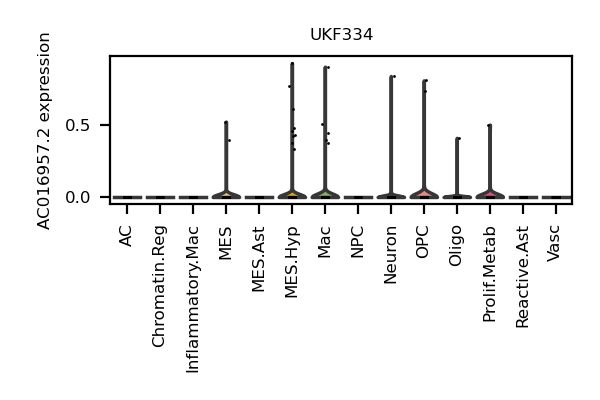 UKF334
AC016957.2 expression
0.5
0.0
AC
Chromatin.Reg
Inflammatory.Mac
MES
MES.Ast
MES.Hyp
Mac
NPC
Neuron
OPC
Oligo
Prolif.Metab
Reactive.Ast
Vasc